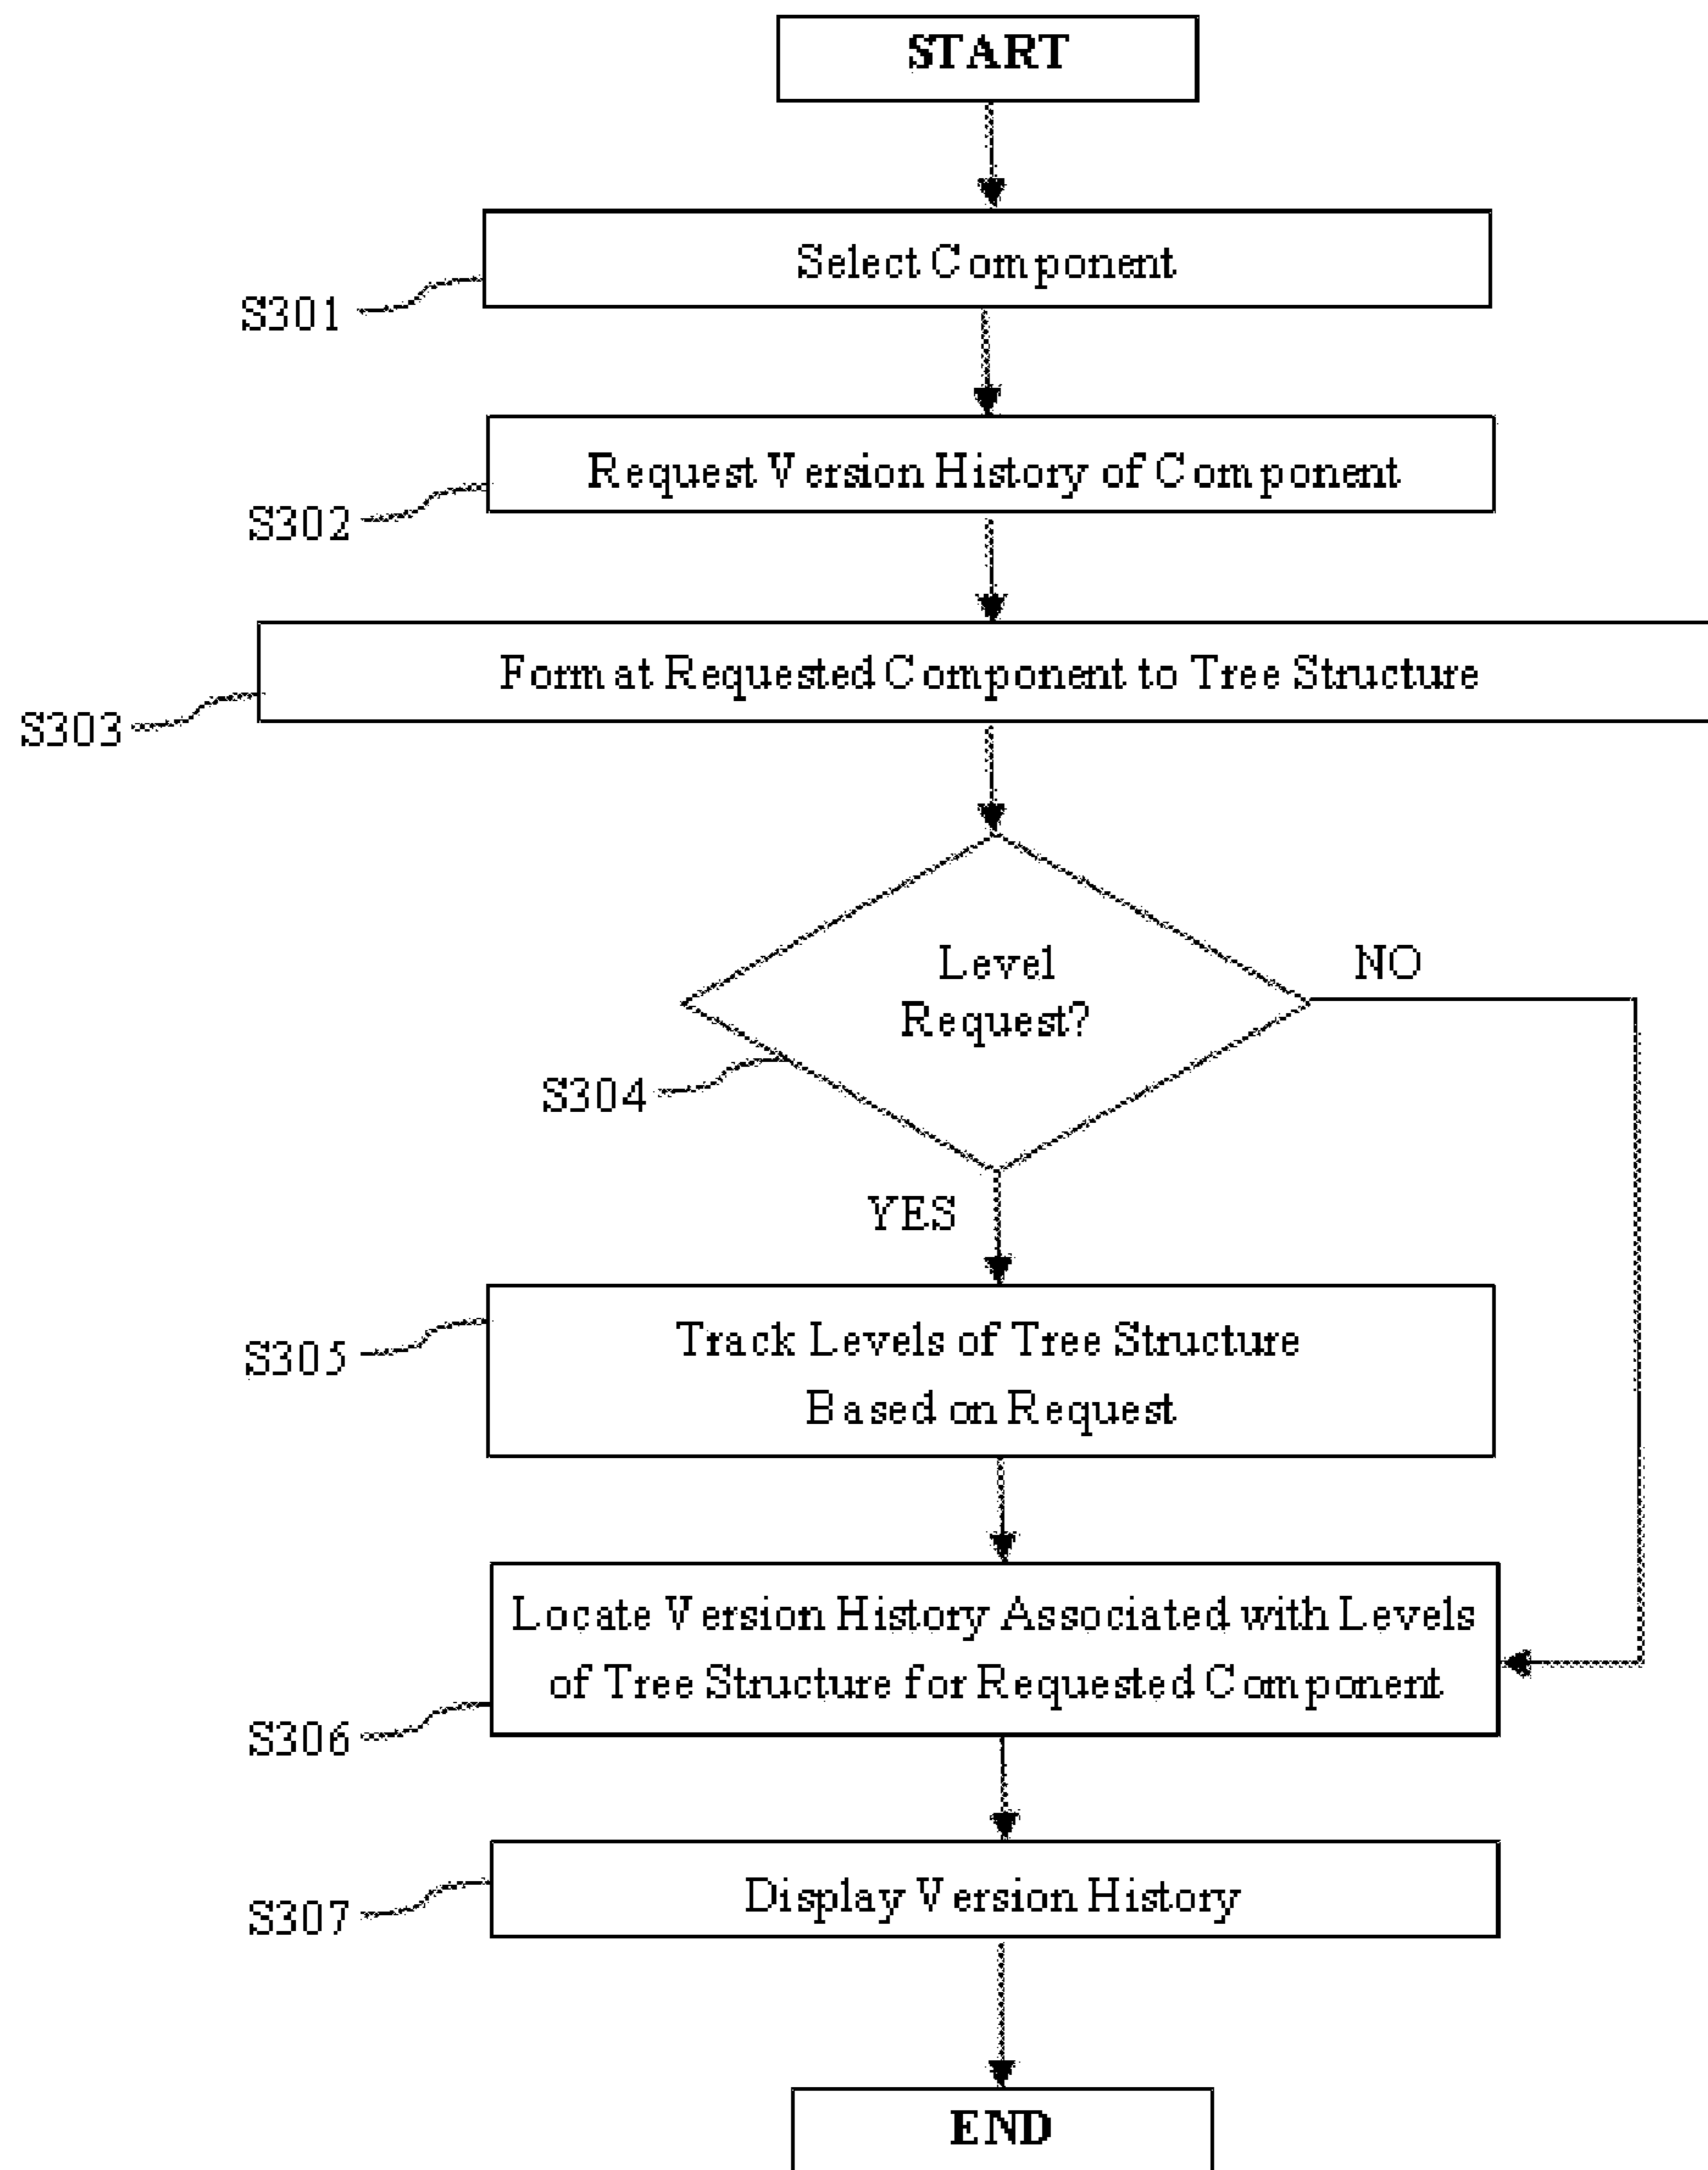 START
Select Component
S301
Request Version History of Component
S302
Format Requested Component to Tree Structure
S303
Level
Request?
NO
S304
YES
Track Levels of Tree Structure
Based on Request
S305
Locate Version History Associated with Levels
of Tree Structure for Requested Component
S306
Display Version History
S307
END